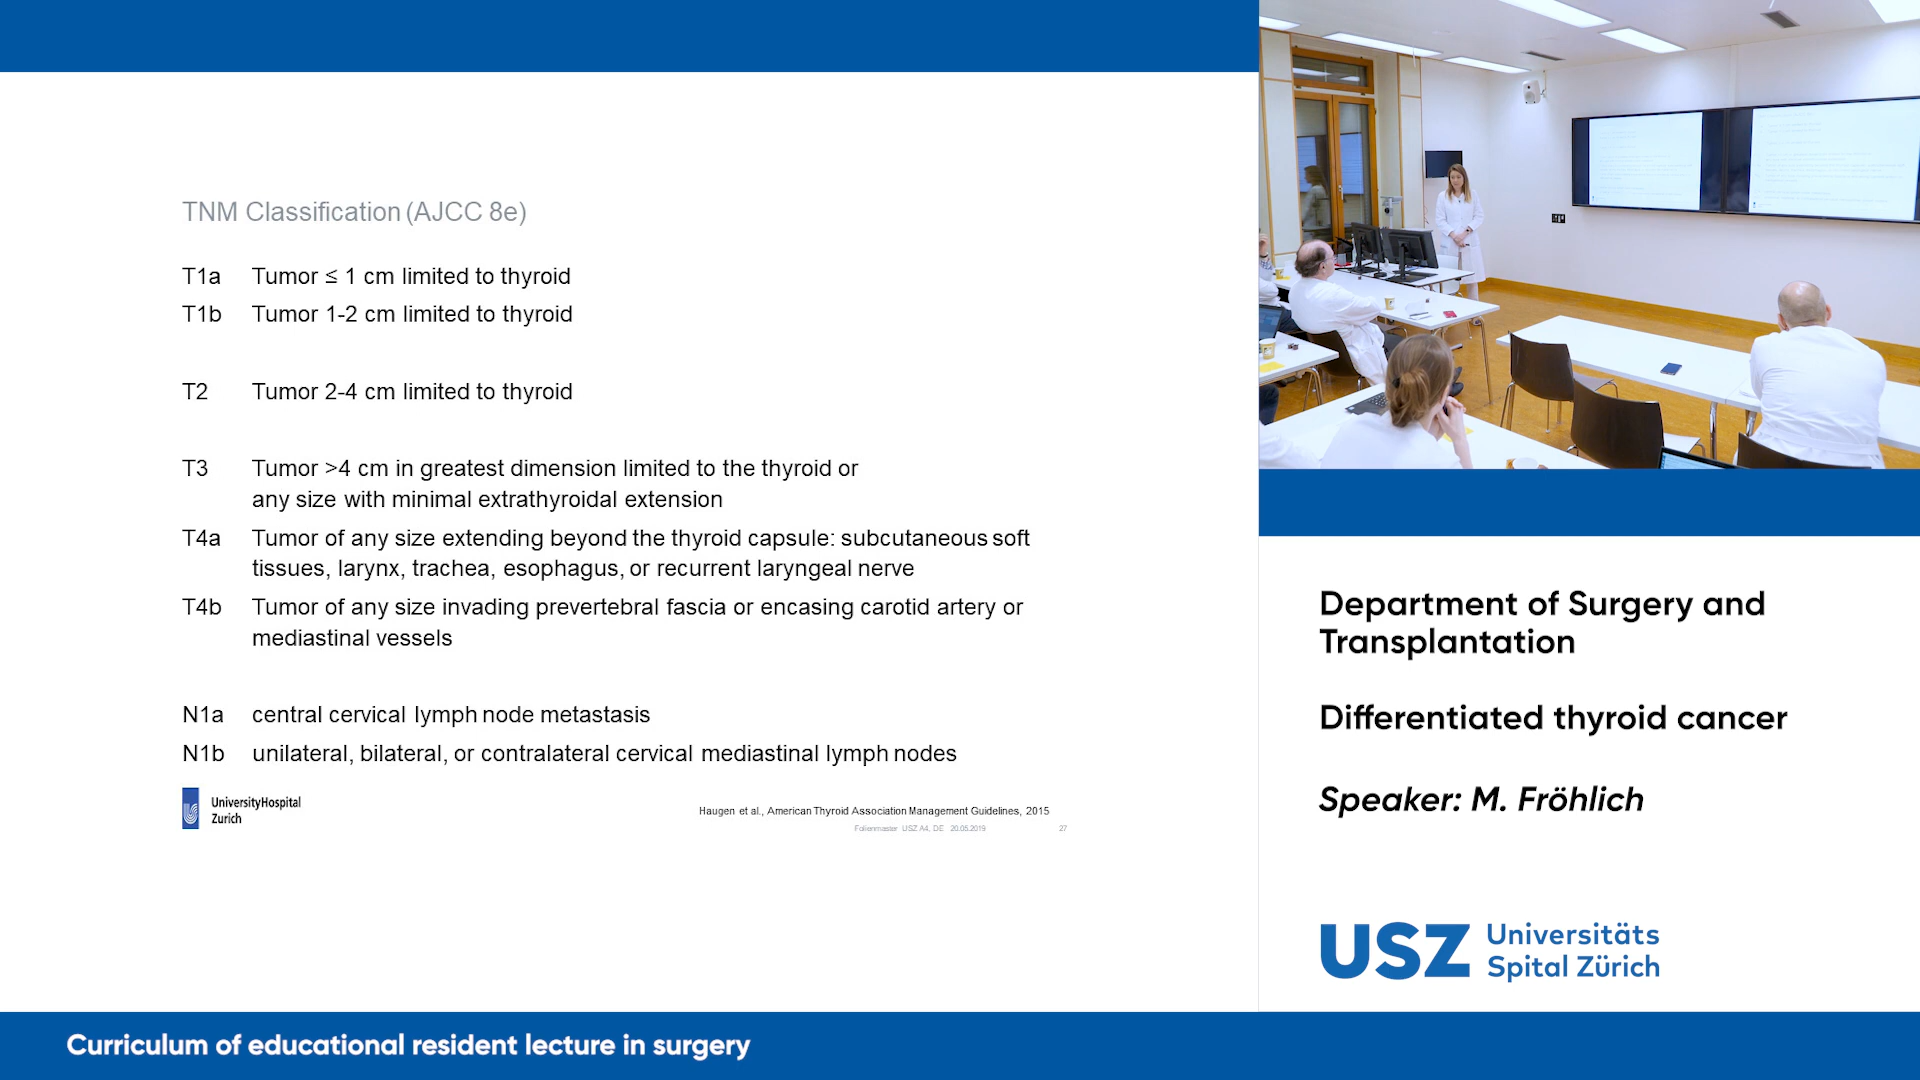 TNM Classification (AJCC 8e)
T1a Tumor ≤ 1 cm limited to thyroid
T1b Tumor 1-2 cm limited to thyroid
T2 Tumor 2-4 cm limited to thyroid
T3 Tumor >4 cm in greatest dimension limited to the thyroid or
any size with minimal extrathyroidal extension
T4a Tumor of any size extending beyond the thyroid capsule: subcutaneous soft
tissues, larynx, trachea, esophagus, or recurrent laryngeal nerve
T4b Tumor of any size invading prevertebral fascia or encasing carotid artery or
mediastinal vessels
N1a central cervical lymph node metastasis
N1b unilateral, bilateral, or contralateral cervical mediastinal lymph nodes
UniversityHospital
Zurich
Haugen et al., American Thyroid Association Management Guidelines, 2015
Folienmaster USZ A4, DE 20.05.2019 27
Department of Surgery and
Transplantation
Differentiated thyroid cancer
Speaker: M. Fröhlich
USZ Universitäts
Spital Zürich
Curriculum of educational resident lecture in surgery